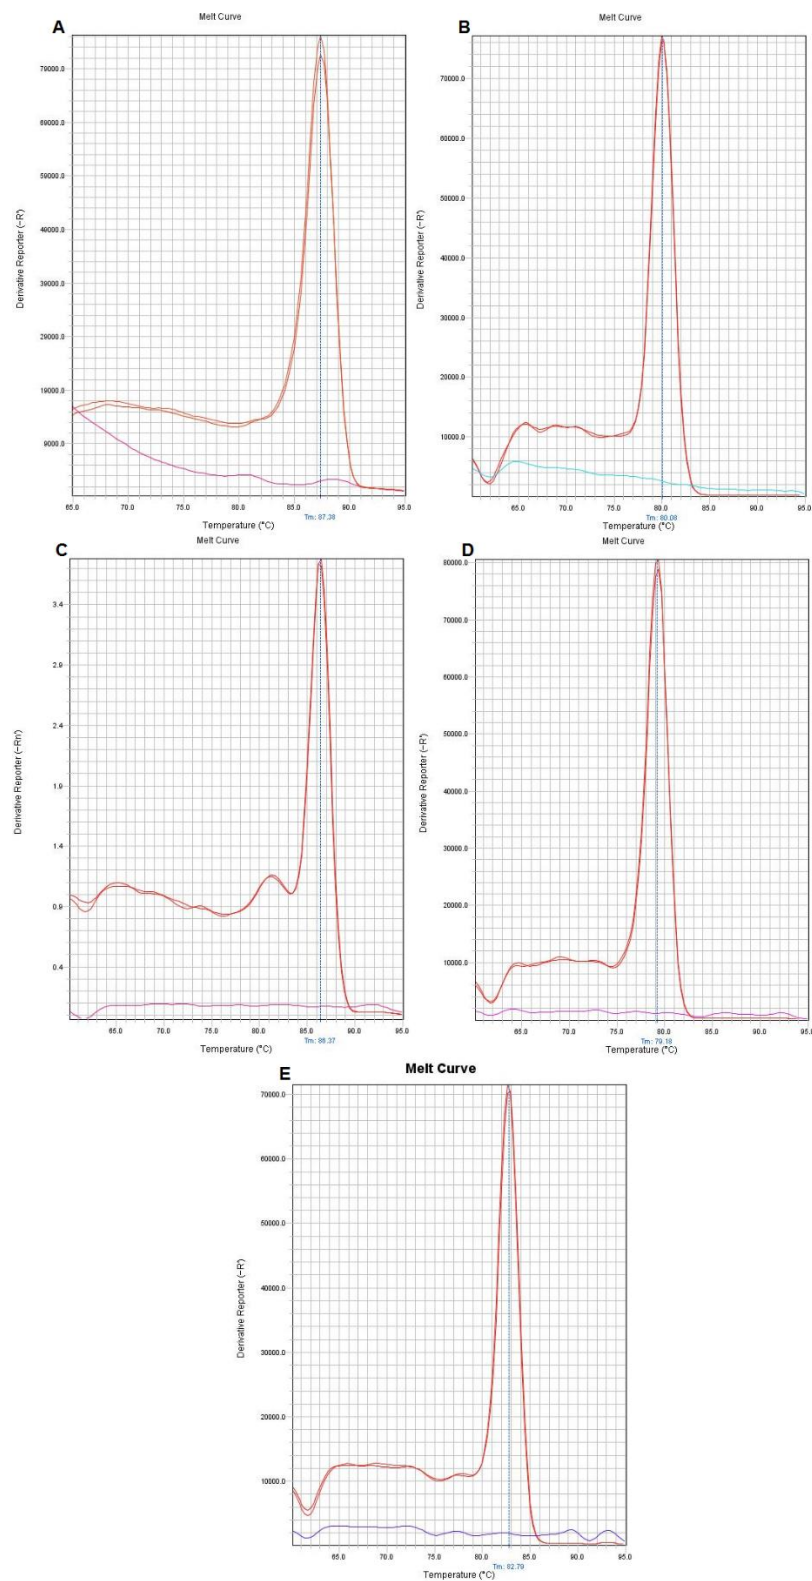 A
Melt Curve
Derivative Reporter (-R')
79000.0
69000.0
59000.0
49000.0
39000.0
29000.0
19000.0
9000.0
65.0 70.0 75.0 80.0 85.0 90.0 95.0
Tm: 87.38
Temperature (°C)
B
Melt Curve
Derivative Reporter (-R')
70000.0
60000.0
50000.0
40000.0
30000.0
20000.0
10000.0
65.0 70.0 75.0 80.0 85.0 90.0 95.0
Tm: 80.08
Temperature (°C)
C
Melt Curve
Derivative Reporter (-Rn')
3.4
2.9
2.4
1.9
1.4
0.9
0.4
65.0 70.0 75.0 80.0 85.0 90.0 95.0
Tm: 86.37
Temperature (°C)
D
Melt Curve
Derivative Reporter (-R')
80000.0
70000.0
60000.0
50000.0
40000.0
30000.0
20000.0
10000.0
65.0 70.0 75.0 80.0 85.0 90.0 95.0
Tm: 79.18
Temperature (°C)
E
Melt Curve
Derivative Reporter (-R')
70000.0
60000.0
50000.0
40000.0
30000.0
20000.0
10000.0
65.0 70.0 75.0 80.0 85.0 90.0 95.0
Tm: 82.79
Temperature (°C)